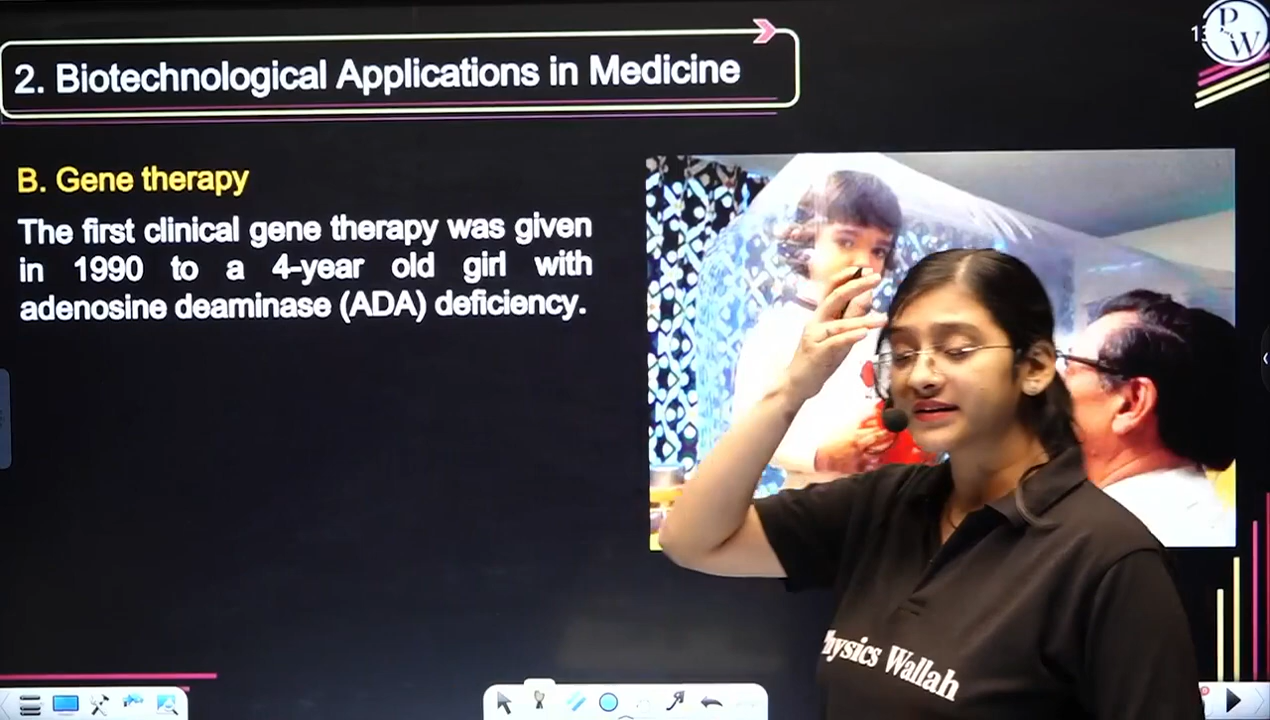 2. Biotechnological Applications in Medicine
P
W
B. Gene therapy
The first clinical gene therapy was given
in 1990 to a 4-year old girl with
adenosine deaminase (ADA) deficiency.
hysics Wallah